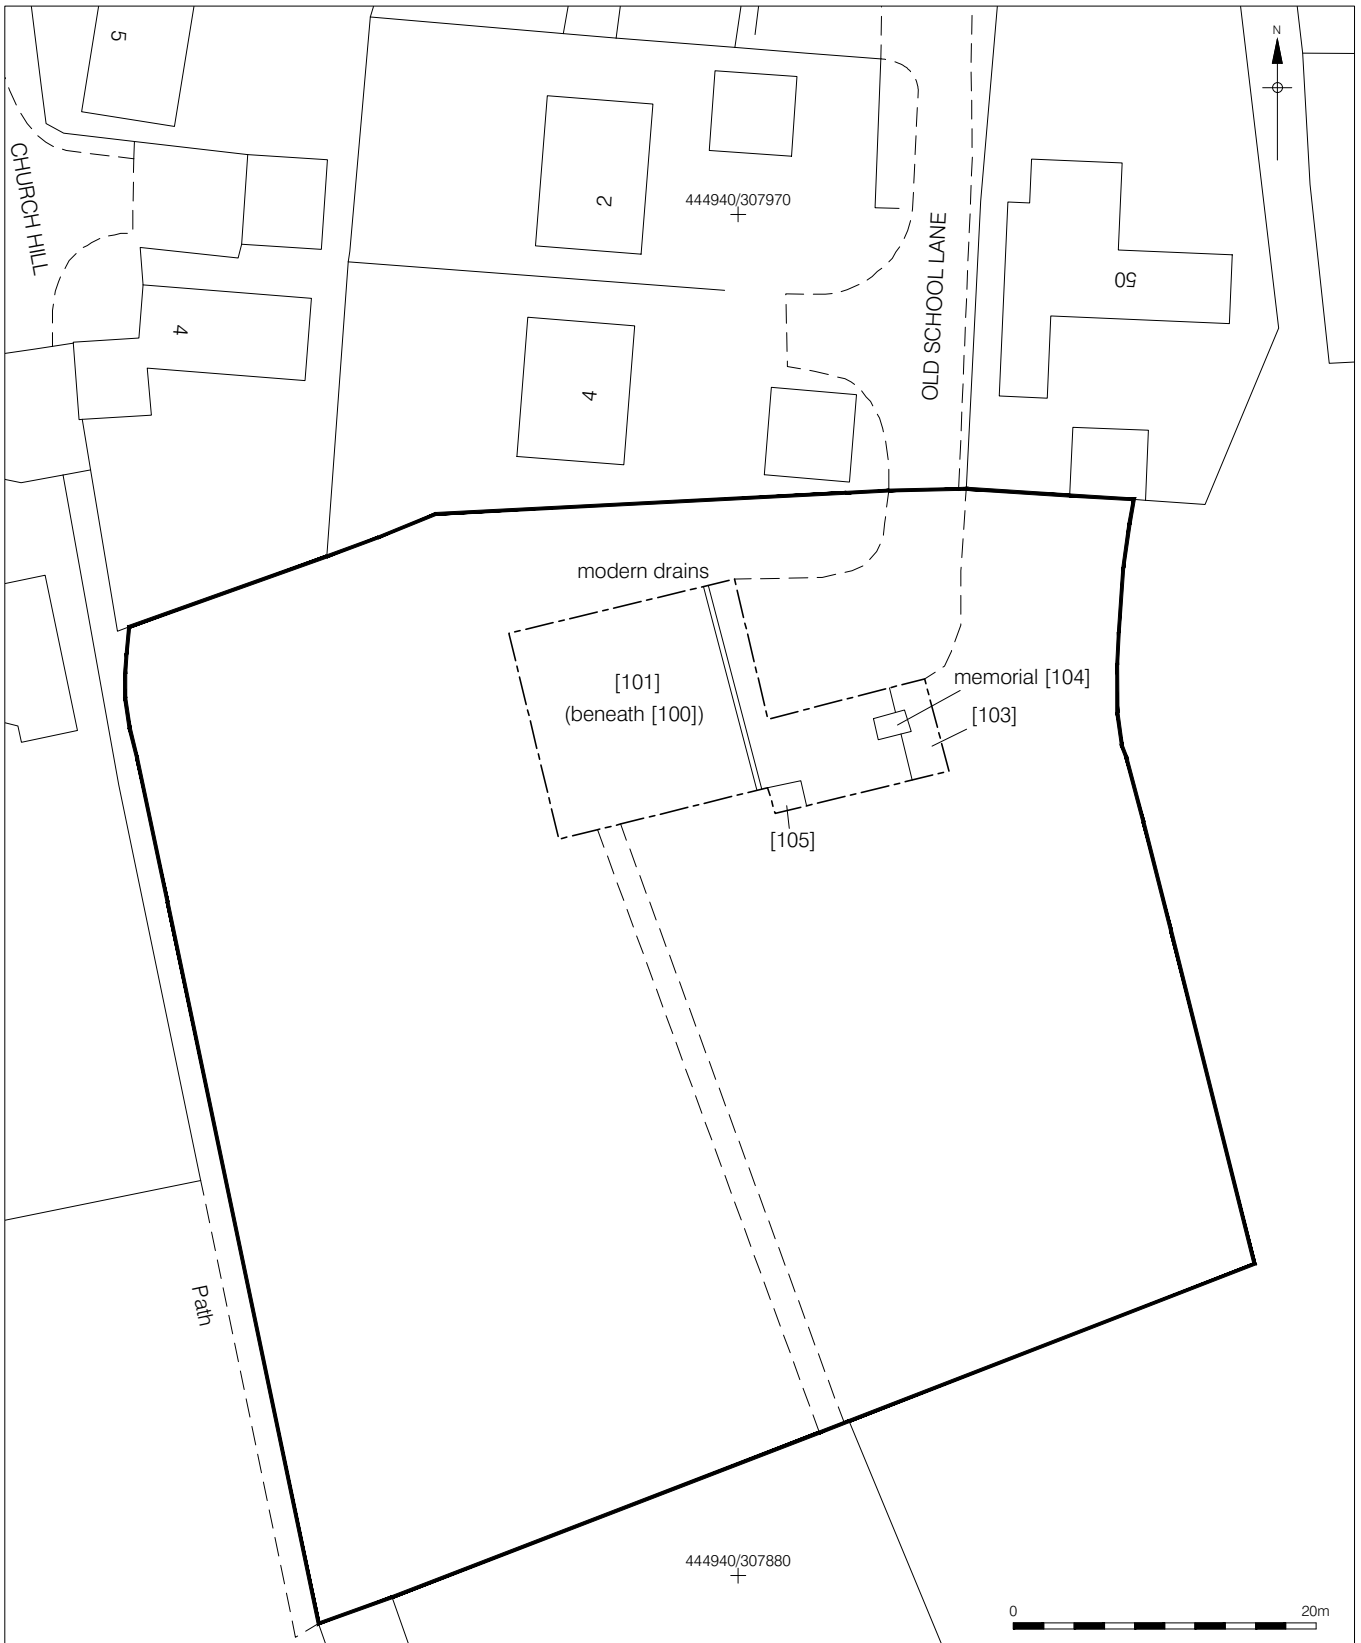 5
N
CHURCH HILL
2
444940/307970
OLD SCHOOL LANE
50
4
4
modern drains
[101]
(beneath [100])
memorial [104]
[103]
[105]
Path
444940/307880
0 20m